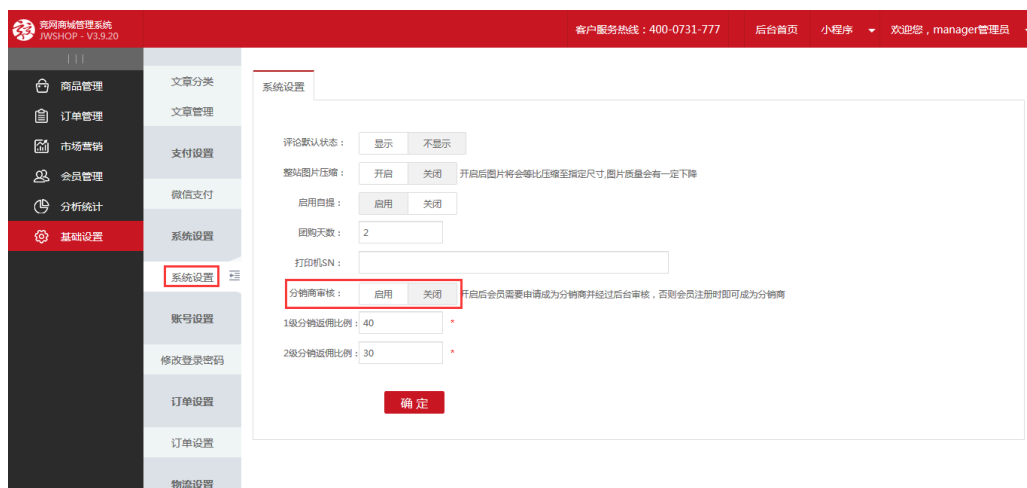 竞网商城管理系统
JWSHOP - V3.9.20
客户服务热线：400-0731-777
后台首页
小程序
欢迎您，manager管理员
商品管理
订单管理
市场营销
会员管理
分析统计
基础设置
文章分类
文章管理
支付设置
微信支付
系统设置
系统设置
账号设置
修改登录密码
订单设置
订单设置
物流设置
系统设置
评论默认状态： 显示 不显示
整站图片压缩： 开启 关闭 开启后图片将会等比压缩至指定尺寸,图片质量会有一定下降
启用自提： 启用 关闭
团购天数： 2
打印机SN：
分销商审核： 启用 关闭 开启后会员需要申请成为分销商并经过后台审核，否则会员注册时即可成为分销商
1级分销返佣比例：40 *
2级分销返佣比例：30 *
确定